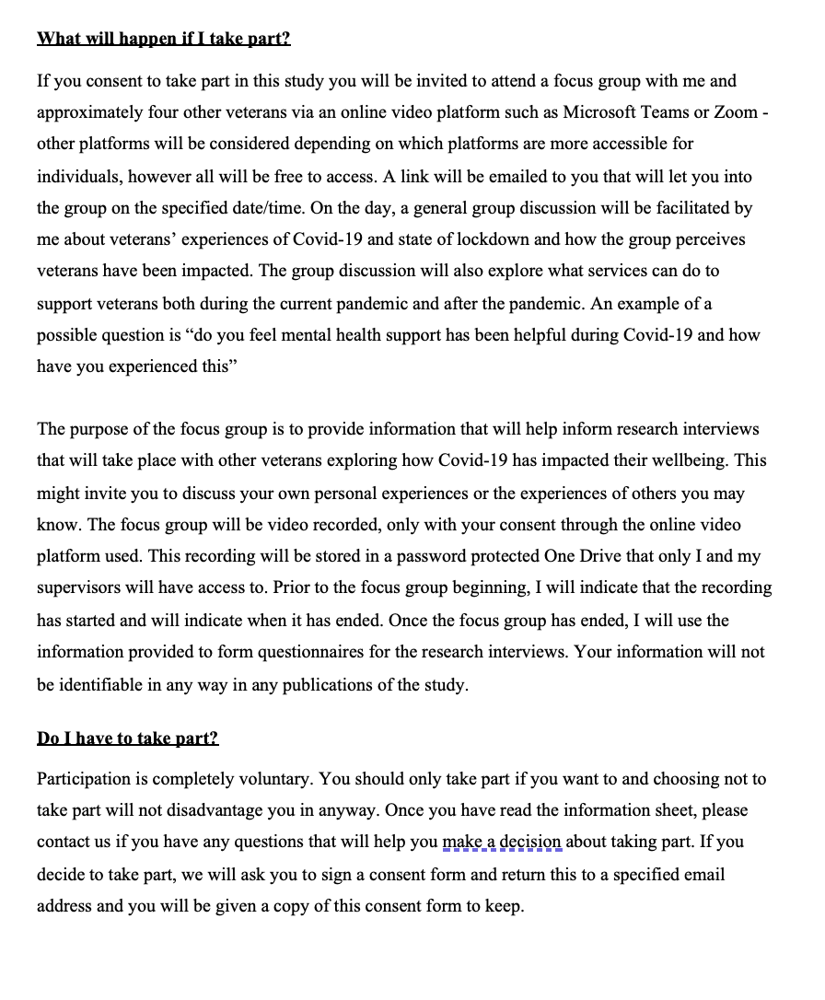 What will happen if I take part?
If you consent to take part in this study you will be invited to attend a focus group with me and
approximately four other veterans via an online video platform such as Microsoft Teams or Zoom -
other platforms will be considered depending on which platforms are more accessible for
individuals, however all will be free to access. A link will be emailed to you that will let you into
the group on the specified date/time. On the day, a general group discussion will be facilitated by
me about veterans’ experiences of Covid-19 and state of lockdown and how the group perceives
veterans have been impacted. The group discussion will also explore what services can do to
support veterans both during the current pandemic and after the pandemic. An example of a
possible question is “do you feel mental health support has been helpful during Covid-19 and how
have you experienced this”
The purpose of the focus group is to provide information that will help inform research interviews
that will take place with other veterans exploring how Covid-19 has impacted their wellbeing. This
might invite you to discuss your own personal experiences or the experiences of others you may
know. The focus group will be video recorded, only with your consent through the online video
platform used. This recording will be stored in a password protected One Drive that only I and my
supervisors will have access to. Prior to the focus group beginning, I will indicate that the recording
has started and will indicate when it has ended. Once the focus group has ended, I will use the
information provided to form questionnaires for the research interviews. Your information will not
be identifiable in any way in any publications of the study.
Do I have to take part?
Participation is completely voluntary. You should only take part if you want to and choosing not to
take part will not disadvantage you in anyway. Once you have read the information sheet, please
contact us if you have any questions that will help you make a decision about taking part. If you
decide to take part, we will ask you to sign a consent form and return this to a specified email
address and you will be given a copy of this consent form to keep.